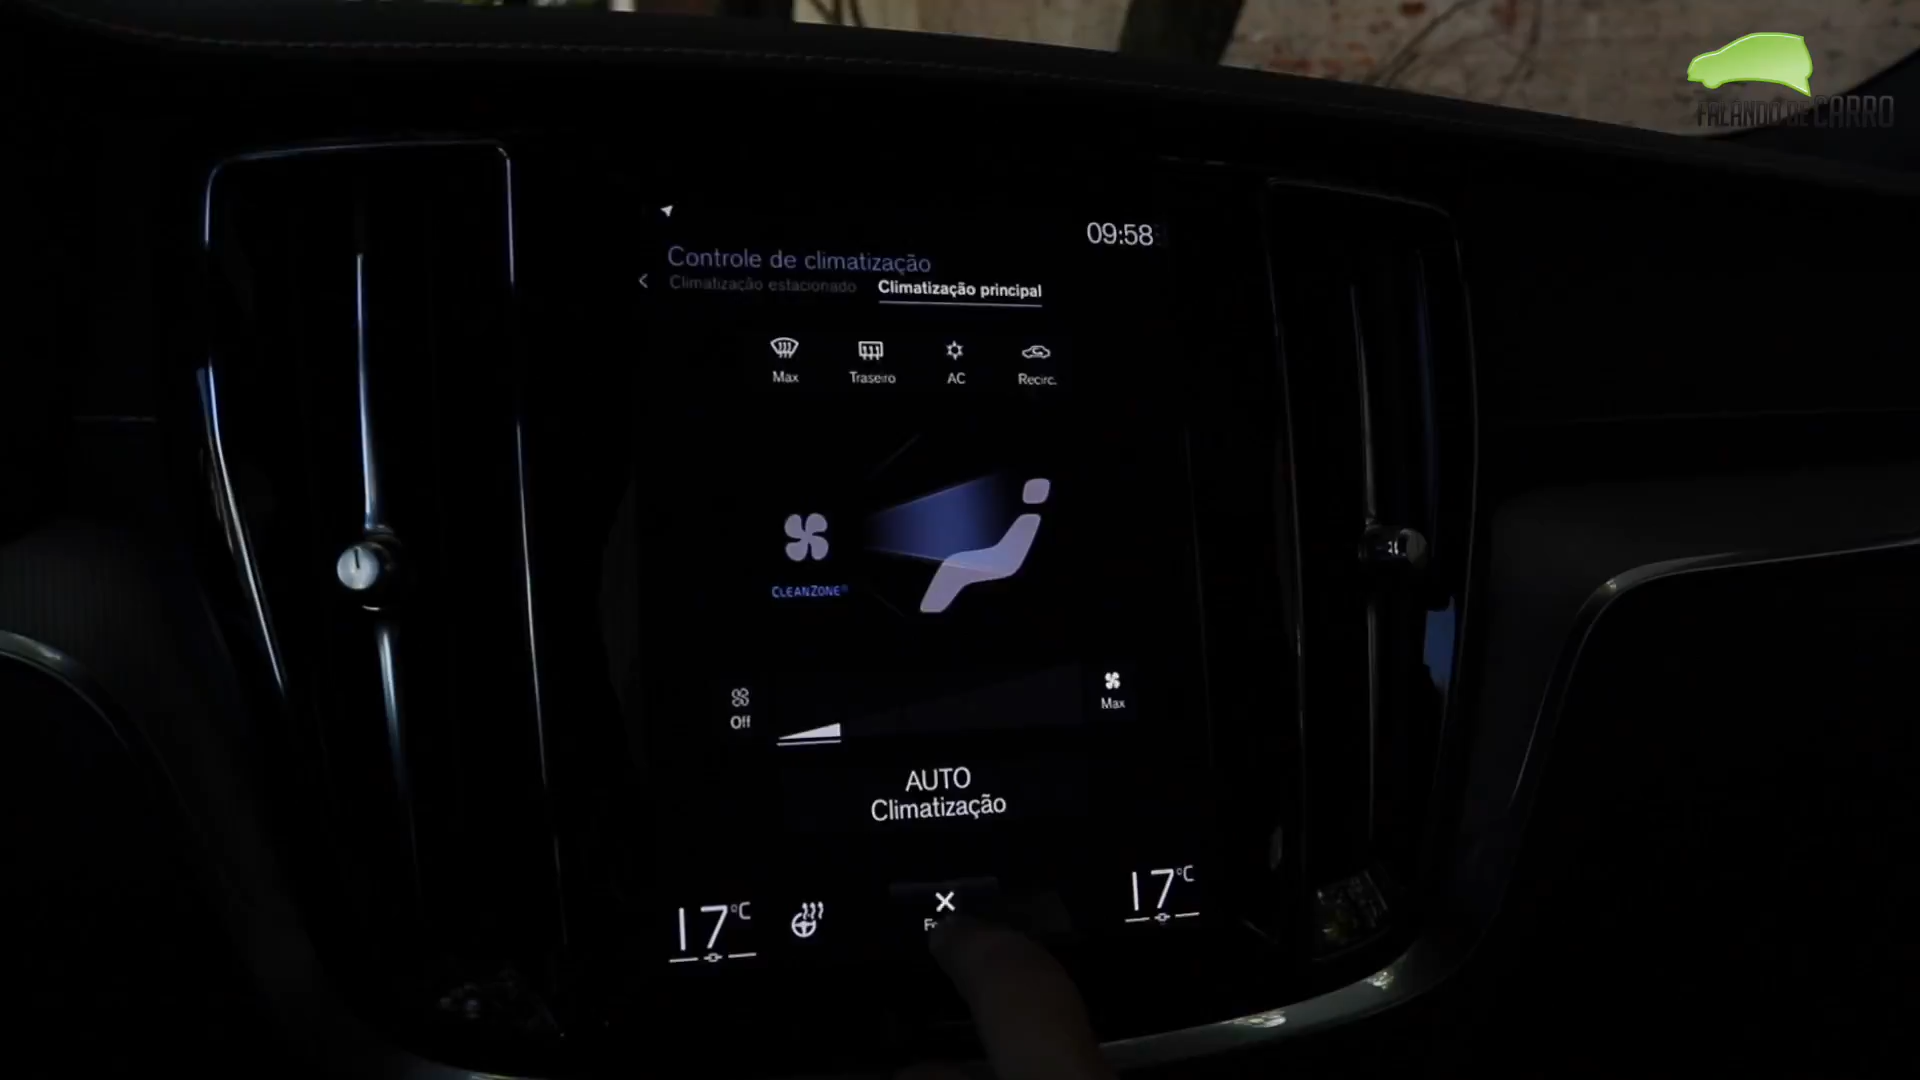 FALANDO DE CARRO
09:58
Controle de climatização
Climatização estacionado
Climatização principal
Max
Traseiro
AC
Recirc.
CLEANZONE®
Off
Max
AUTO
Climatização
17°C
17°C